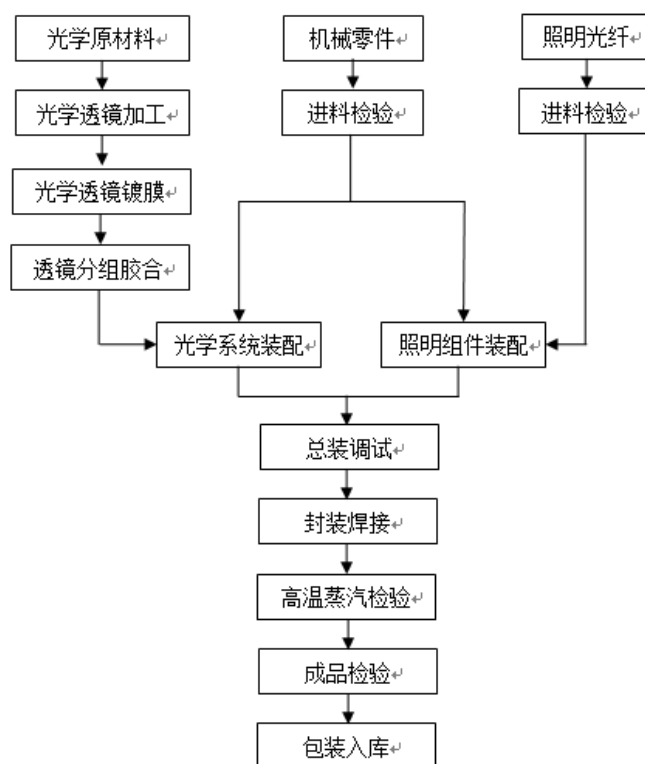 光学原材料
机械零件
照明光纤
光学透镜加工
进料检验
进料检验
光学透镜镀膜
透镜分组胶合
光学系统装配
照明组件装配
总装调试
封装焊接
高温蒸汽检验
成品检验
包装入库